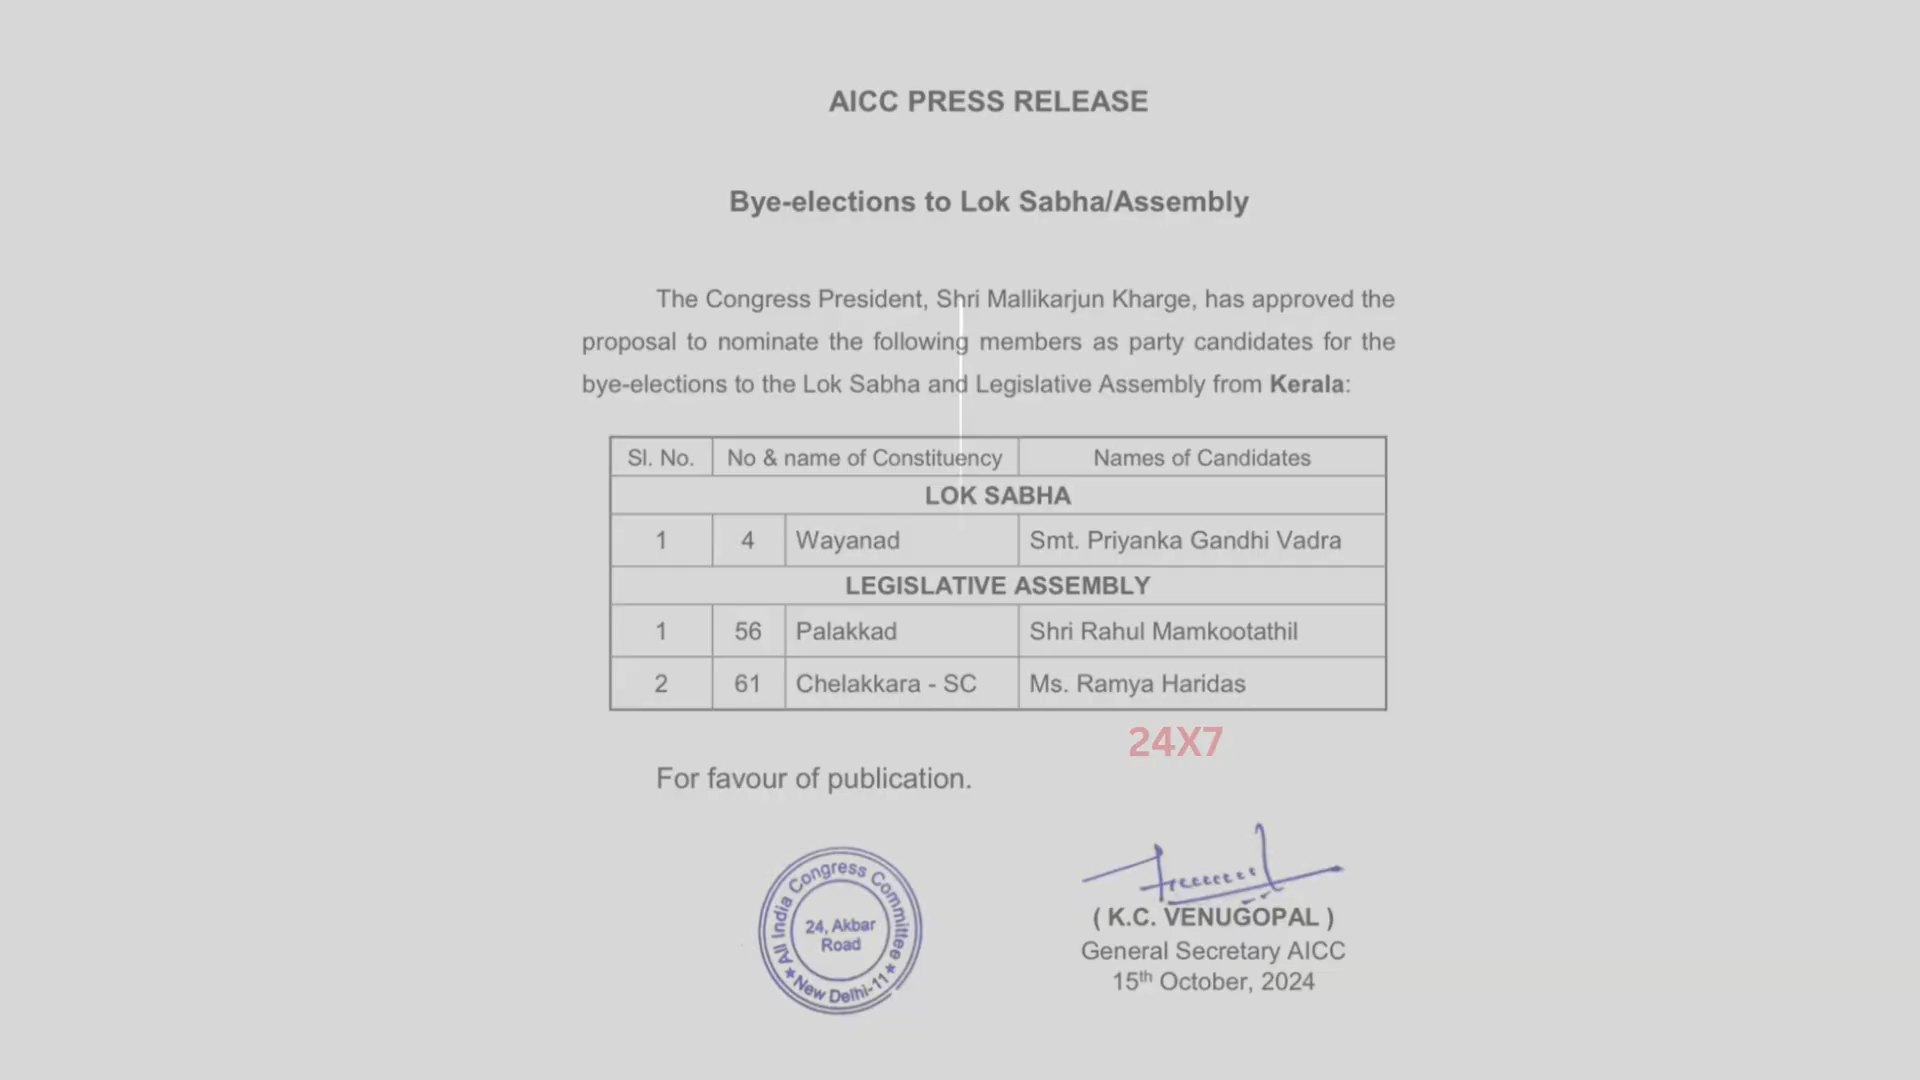 AICC PRESS RELEASE
Bye-elections to Lok Sabha/Assembly
The Congress President, Shri Mallikarjun Kharge, has approved the
proposal to nominate the following members as party candidates for the
bye-elections to the Lok Sabha and Legislative Assembly from Kerala:
Sl. No. No & name of Constituency Names of Candidates
LOK SABHA
1 4 Wayanad Smt. Priyanka Gandhi Vadra
LEGISLATIVE ASSEMBLY
1 56 Palakkad Shri Rahul Mamkootathil
2 61 Chelakkara - SC Ms. Ramya Haridas
24X7
For favour of publication.
All India Congress Committee
24, Akbar
Road
New Delhi-11
( K.C. VENUGOPAL )
General Secretary AICC
15th October, 2024